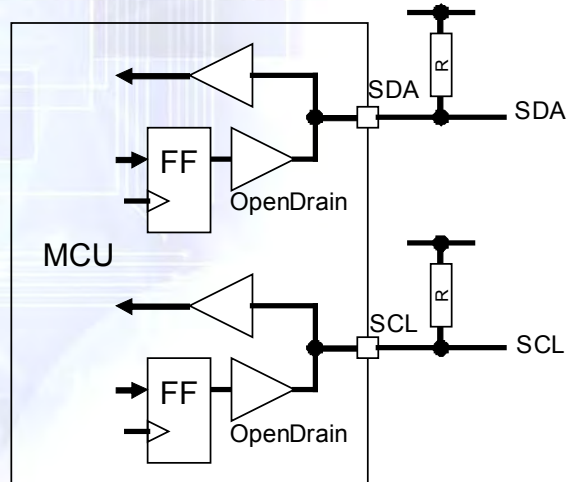 SDA
R
SDA
FF
OpenDrain
MCU
SCL
R
SCL
FF
OpenDrain